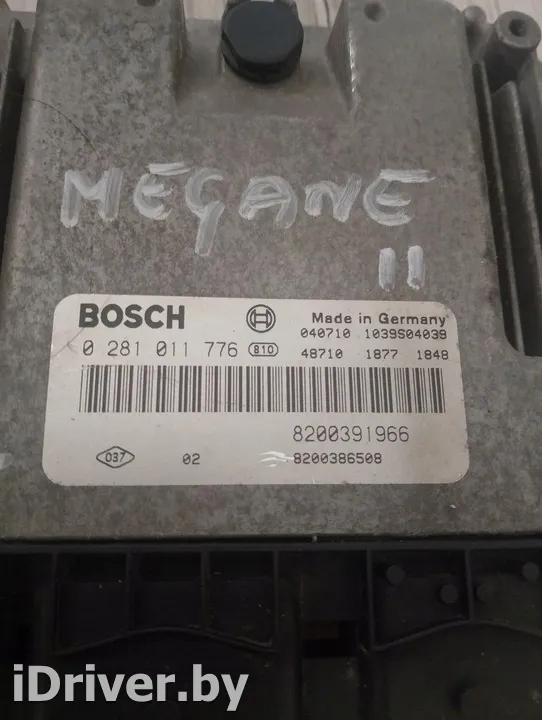 MEGANE
II
BOSCH
Made in Germany
040710 1039S04039
0 281 011 776 810 48710 1877 1848
8200391966
037 02 8200386508
iDriver.by